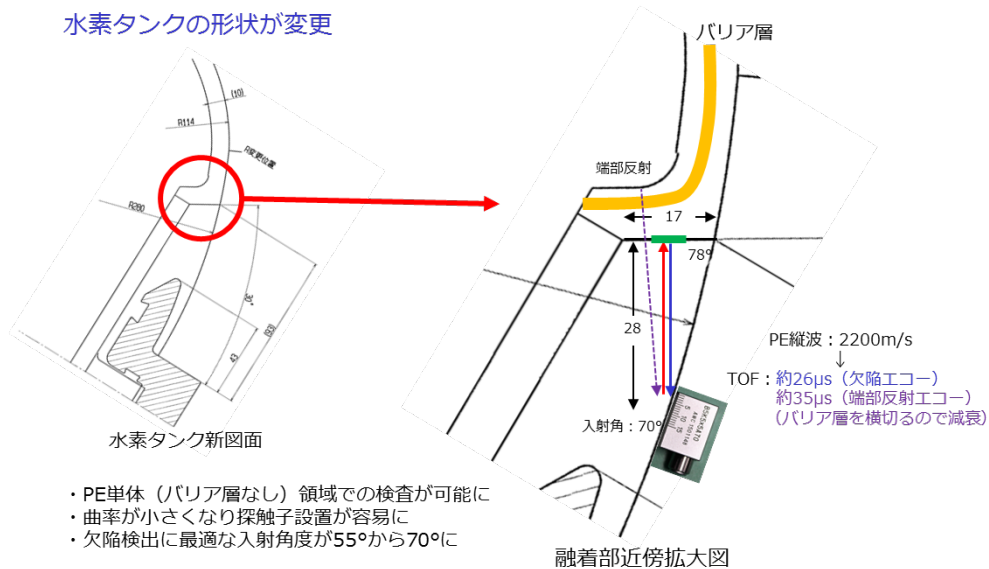 水素タンクの形状が変更
バリア層
(10)
R114
R変更位置
端部反射
R260
17
78°
28
PE縦波：2200m/s
↓
TOF：約26μs（欠陥エコー）
約35μs（端部反射エコー）
（バリア層を横切るので減衰）
43
入射角：70°
5 10 15
水素タンク新図面
・PE単体（バリア層なし）領域での検査が可能に
・曲率が小さくなり探触子設置が容易に
・欠陥検出に最適な入射角度が55°から70°に
融着部近傍拡大図